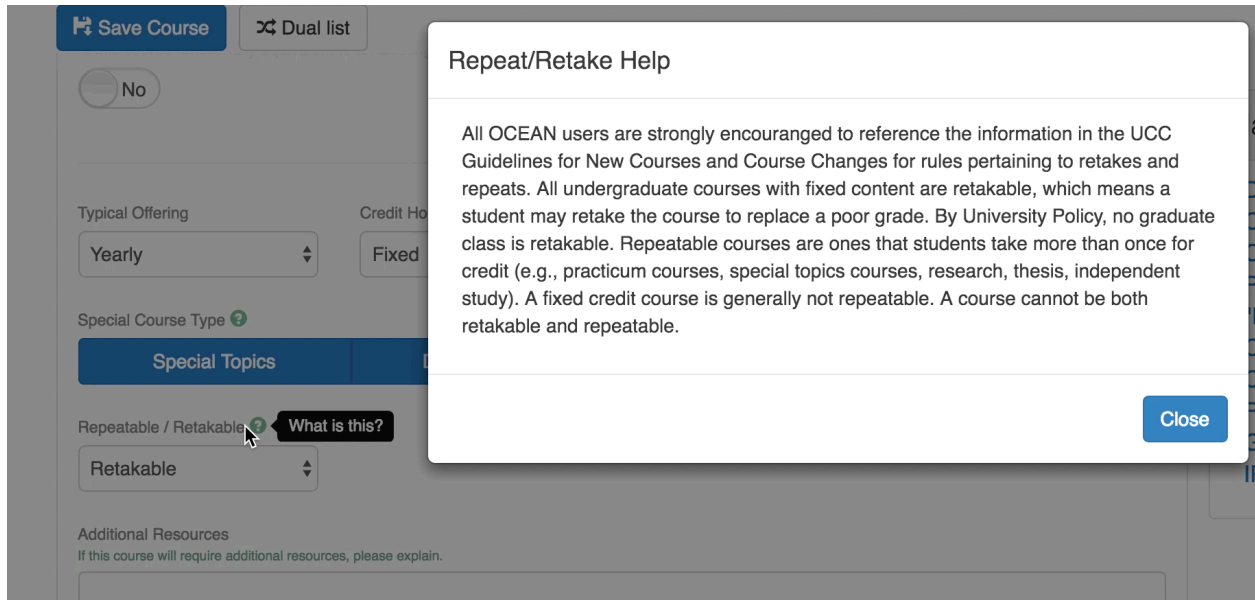 Save Course
Dual list
No
Repeat/Retake Help
All OCEAN users are strongly encouranged to reference the information in the UCC
Guidelines for New Courses and Course Changes for rules pertaining to retakes and
repeats. All undergraduate courses with fixed content are retakable, which means a
student may retake the course to replace a poor grade. By University Policy, no graduate
class is retakable. Repeatable courses are ones that students take more than once for
credit (e.g., practicum courses, special topics courses, research, thesis, independent
study). A fixed credit course is generally not repeatable. A course cannot be both
retakable and repeatable.
Close
Typical Offering
Credit Ho
Yearly
Fixed
Special Course Type ?
Special Topics
Repeatable / Retakable ?
What is this?
Retakable
Additional Resources
If this course will require additional resources, please explain.